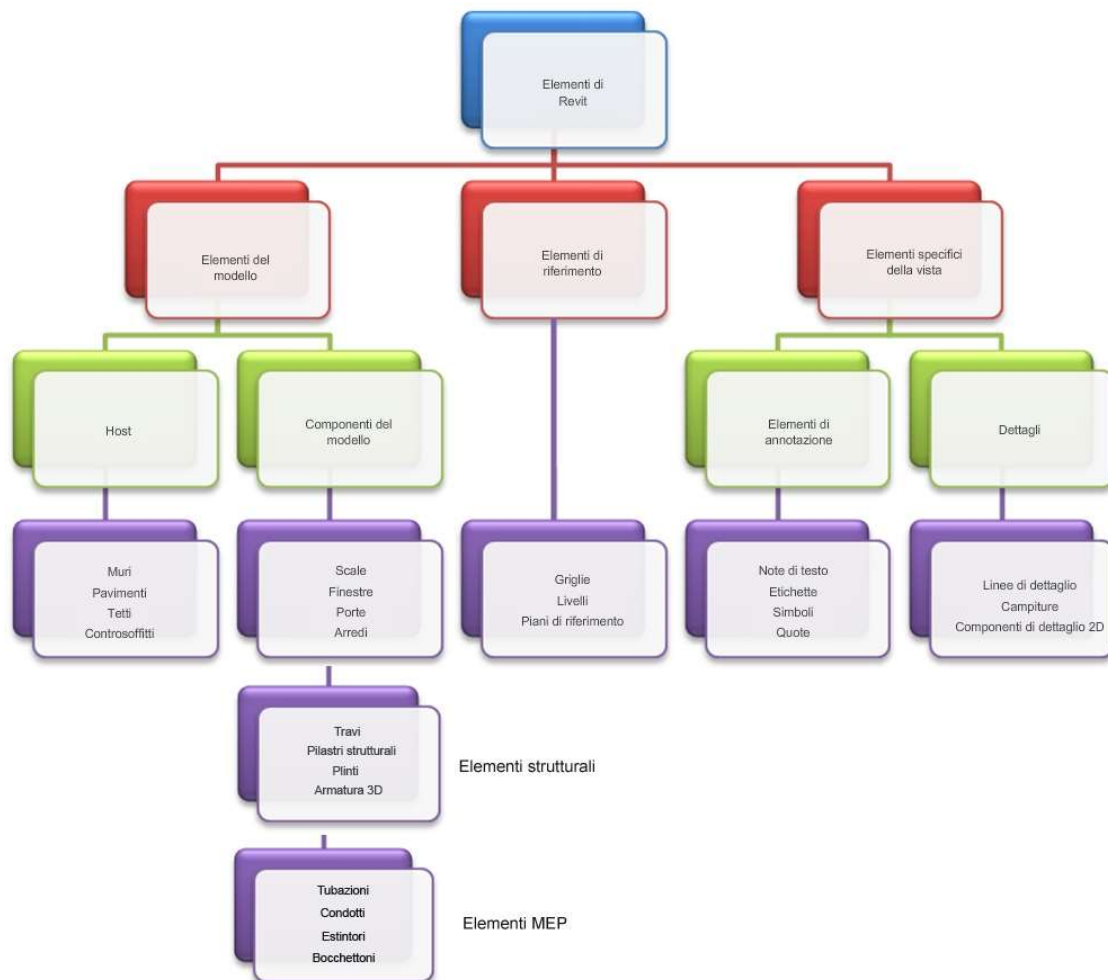 Elementi di
Revit
Elementi del
modello
Elementi di
riferimento
Elementi specifici
della vista
Host
Componenti del
modello
Elementi di
annotazione
Dettagli
Muri
Pavimenti
Tetti
Controsoffitti
Scale
Finestre
Porte
Arredi
Griglie
Livelli
Piani di riferimento
Note di testo
Etichette
Simboli
Quote
Linee di dettaglio
Campiture
Componenti di dettaglio 2D
Travi
Pilastri strutturali
Plinti
Armatura 3D
Elementi strutturali
Tubazioni
Condotti
Estintori
Bocchettoni
Elementi MEP